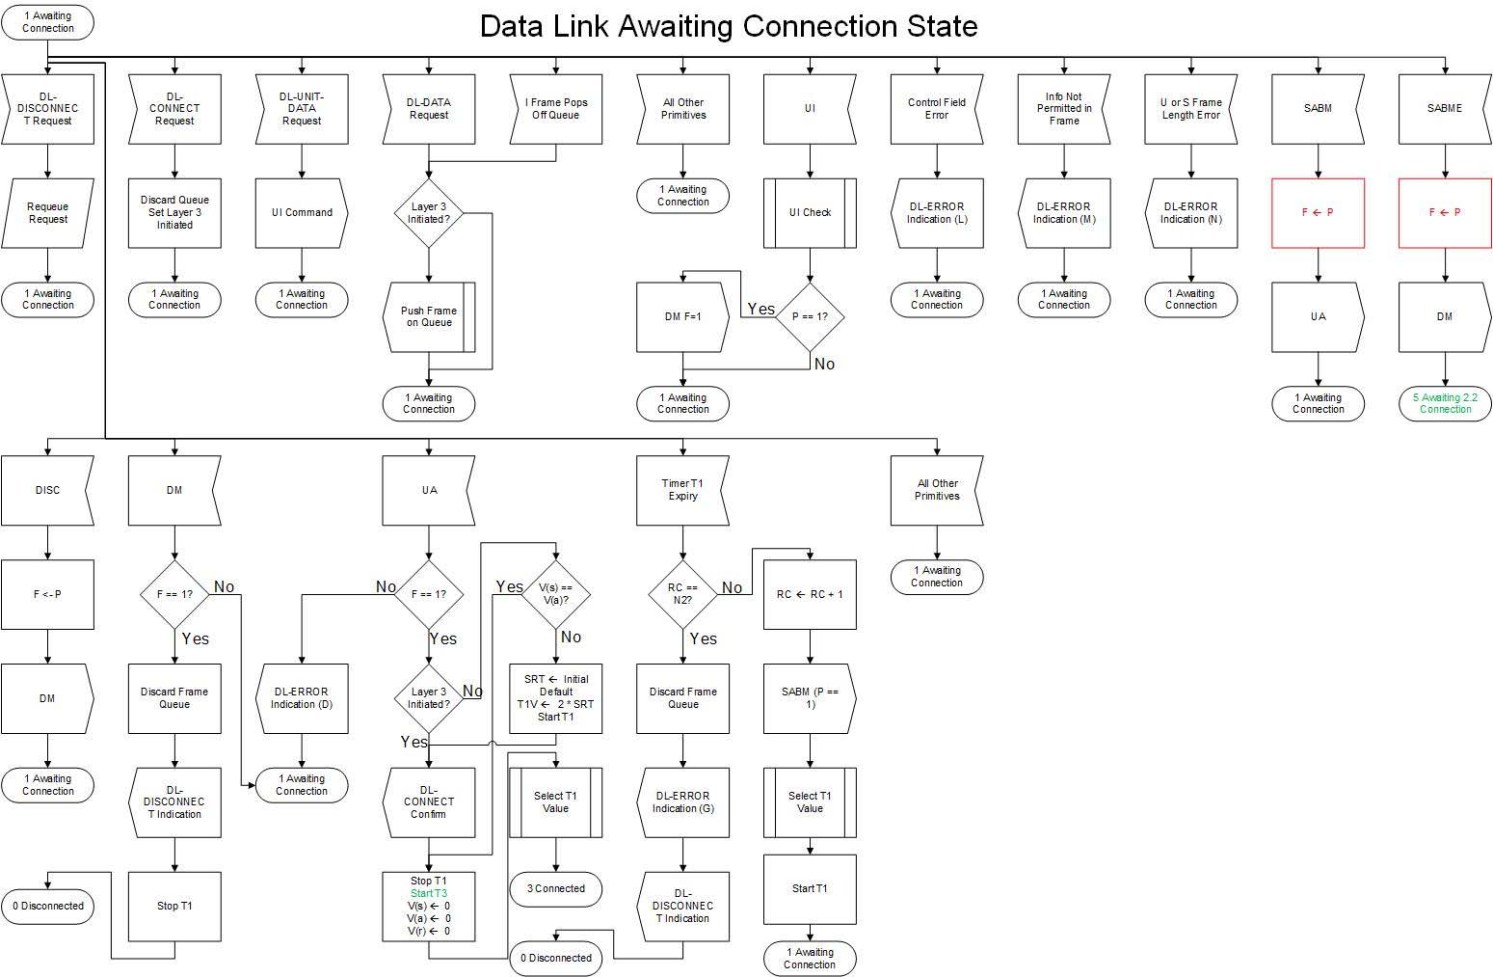 1 Awaiting
Connection
Data Link Awaiting Connection State
DL-
DISCONNEC
T Request
DL-
CONNECT
Request
DL-UNIT-
DATA
Request
DL-DATA
Request
I Frame Pops
Off Queue
All Other
Primitives
UI
Control Field
Error
Info Not
Permitted in
Frame
U or S Frame
Length Error
SABM
SABME
Requeue
Request
Discard Queue
Set Layer 3
Initiated
UI Command
Layer 3
Initiated?
1 Awaiting
Connection
UI Check
DL-ERROR
Indication (L)
DL-ERROR
Indication (M)
DL-ERROR
Indication (N)
F ← P
F ← P
1 Awaiting
Connection
1 Awaiting
Connection
1 Awaiting
Connection
Push Frame
on Queue
DM F=1
Yes
P == 1?
No
1 Awaiting
Connection
1 Awaiting
Connection
1 Awaiting
Connection
UA
DM
1 Awaiting
Connection
1 Awaiting
Connection
1 Awaiting
Connection
5 Awaiting 2.2
Connection
DISC
DM
UA
Timer T1
Expiry
All Other
Primitives
F <- P
F == 1?
No
Yes
No
F == 1?
Yes
Yes
V(s) ==
V(a)?
No
RC ==
N2?
No
Yes
RC ← RC + 1
1 Awaiting
Connection
DM
Discard Frame
Queue
DL-ERROR
Indication (D)
Layer 3
Initiated?
No
Yes
SRT ← Initial
Default
T1V ← 2 * SRT
Start T1
Discard Frame
Queue
SABM (P ==
1)
1 Awaiting
Connection
DL-
DISCONNEC
T Indication
1 Awaiting
Connection
DL-
CONNECT
Confirm
Select T1
Value
DL-ERROR
Indication (G)
Select T1
Value
0 Disconnected
Stop T1
Stop T1
Start T3
V(s) ← 0
V(a) ← 0
V(r) ← 0
3 Connected
DL-
DISCONNEC
T Indication
Start T1
0 Disconnected
1 Awaiting
Connection